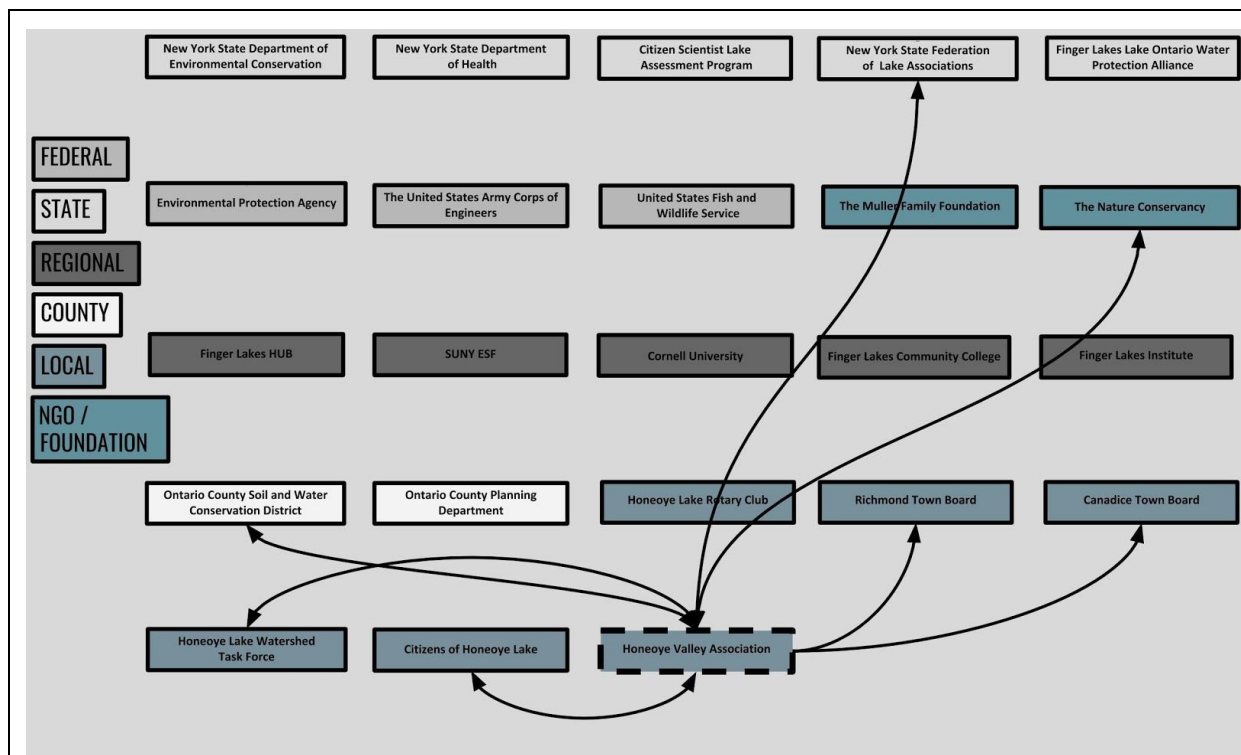 New York State Department of
Environmental Conservation
New York State Department
of Health
Citizen Scientist Lake
Assessment Program
New York State Federation
of Lake Associations
Finger Lakes Lake Ontario Water
Protection Alliance
FEDERAL
STATE
REGIONAL
COUNTY
LOCAL
NGO /
FOUNDATION
Environmental Protection Agency
The United States Army Corps of
Engineers
United States Fish and
Wildlife Service
The Muller Family Foundation
The Nature Conservancy
Finger Lakes HUB
SUNY ESF
Cornell University
Finger Lakes Community College
Finger Lakes Institute
Ontario County Soil and Water
Conservation District
Ontario County Planning
Department
Honeoye Lake Rotary Club
Richmond Town Board
Canadice Town Board
Honeoye Lake Watershed
Task Force
Citizens of Honeoye Lake
Honeoye Valley Association